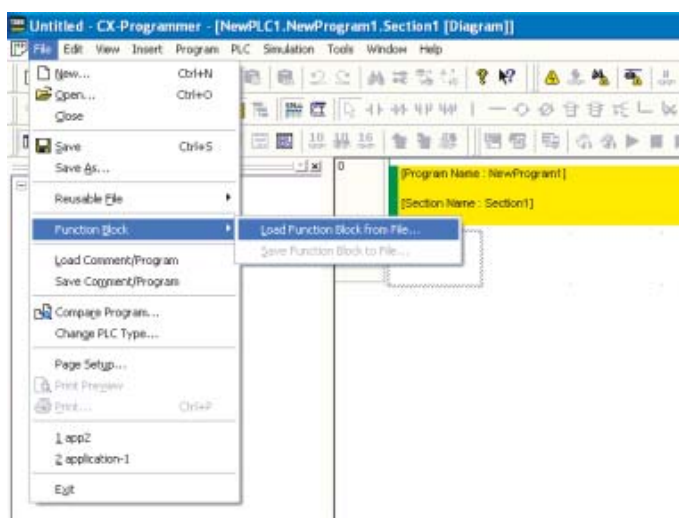 Untitled - CX-Programmer - [NewPLC1.NewProgram1.Section1 [Diagram]]
File Edit View Insert Program PLC Simulation Tools Window Help
New... Ctrl+N
Open... Ctrl+O
Close
Save Ctrl+S
Save As...
Reusable File
Function Block
Load Function Block from File...
Save Function Block to File...
Load Comment/Program
Save Comment/Program
Compare Program...
Change PLC Type...
Page Setup...
Print Preview
Print... Ctrl+P
1 app2
2 application-1
Exit
0
[Program Name : NewProgram1]
[Section Name : Section1]